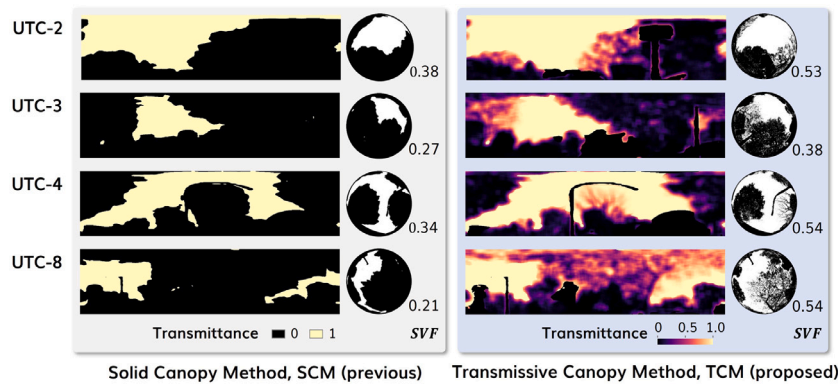 UTC-2
0.38
0.53
UTC-3
0.27
0.38
UTC-4
0.34
0.54
UTC-8
0.21
0.54
Transmittance 0 1 SVF
Transmittance 0 0.5 1.0 SVF
Solid Canopy Method, SCM (previous)
Transmissive Canopy Method, TCM (proposed)